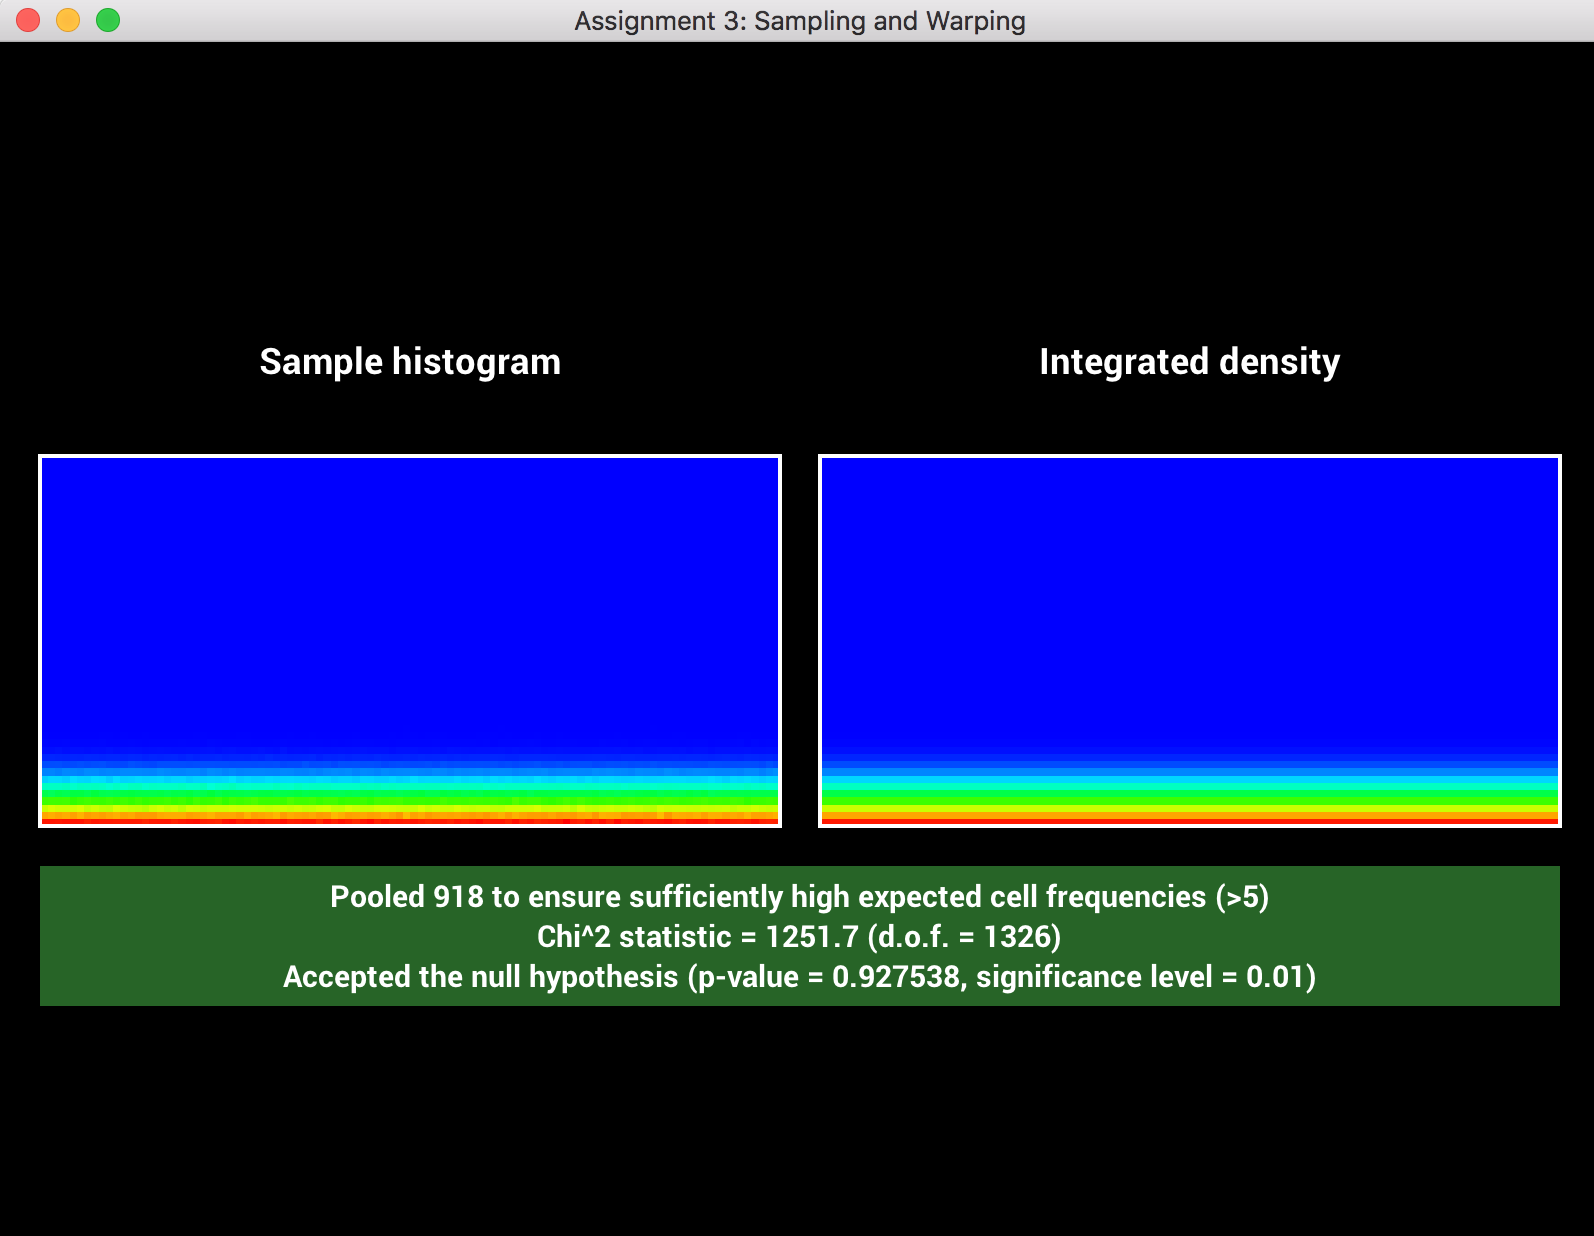 Assignment 3: Sampling and Warping
Sample histogram
Integrated density
Pooled 918 to ensure sufficiently high expected cell frequencies (>5)
Chi^2 statistic = 1251.7 (d.o.f. = 1326)
Accepted the null hypothesis (p-value = 0.927538, significance level = 0.01)